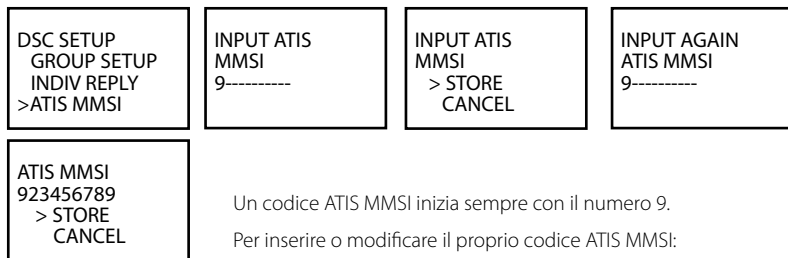 DSC SETUP
GROUP SETUP
INDIV REPLY
>ATIS MMSI
INPUT ATIS
MMSI
9----------
INPUT ATIS
MMSI
> STORE
CANCEL
INPUT AGAIN
ATIS MMSI
9----------
ATIS MMSI
923456789
> STORE
CANCEL
Un codice ATIS MMSI inizia sempre con il numero 9.
Per inserire o modificare il proprio codice ATIS MMSI: